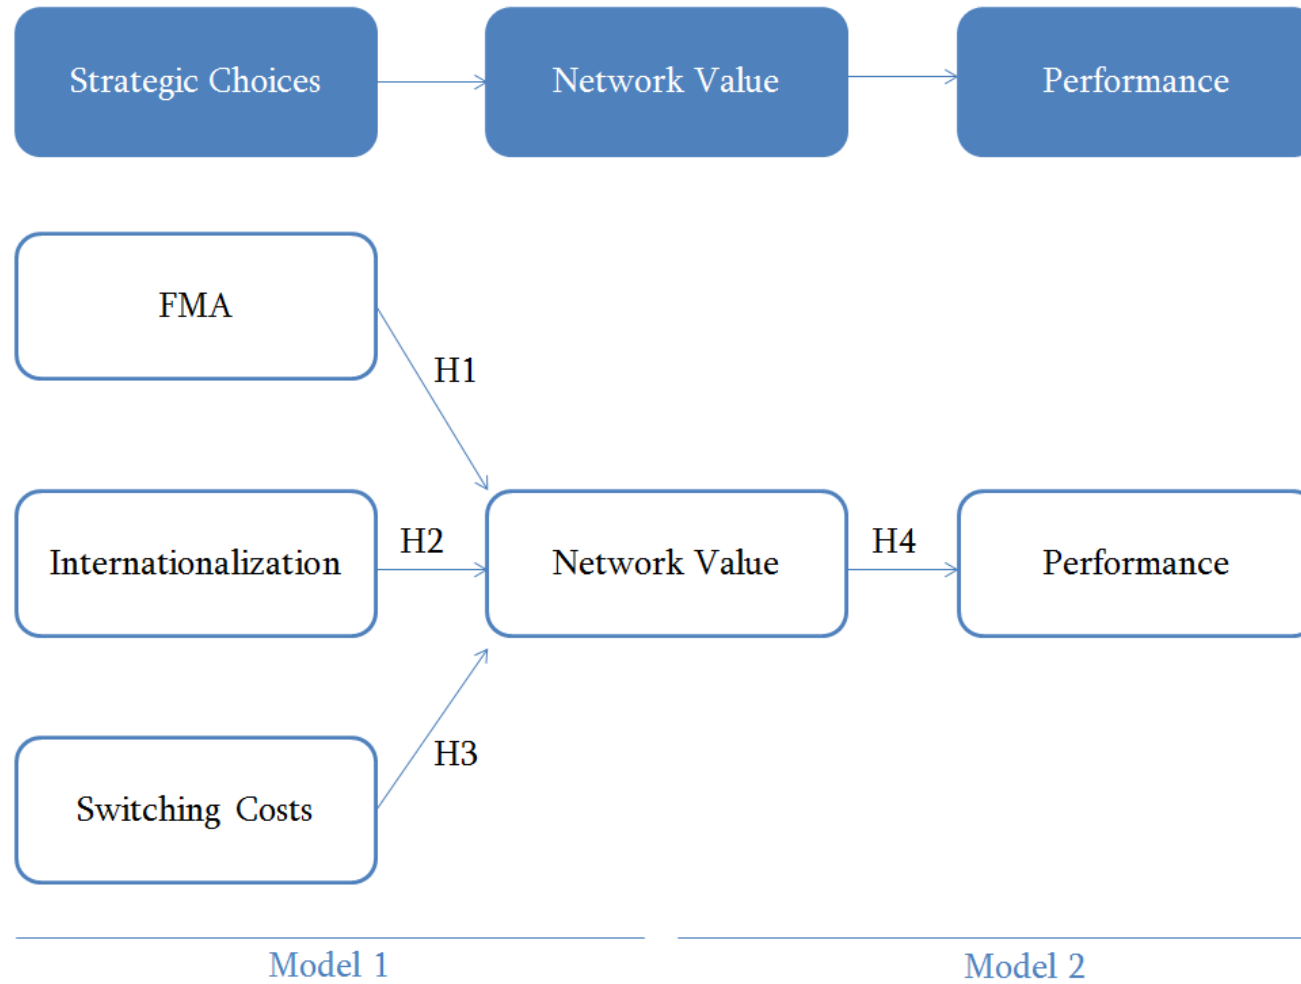 Strategic Choices
Network Value
Performance
FMA
H1
Internationalization
H2
Network Value
H4
Performance
H3
Switching Costs
Model 1
Model 2